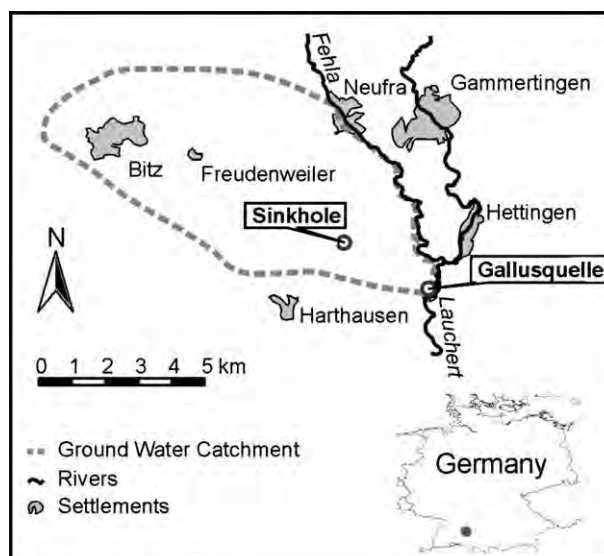 Fehla
Neufra
Gammertingen
Bitz
Freudenweiler
Sinkhole
Hettingen
N
Gallusquelle
Harthausen
Lauchert
0 1 2 3 4 5 km
Ground Water Catchment
Rivers
Settlements
Germany